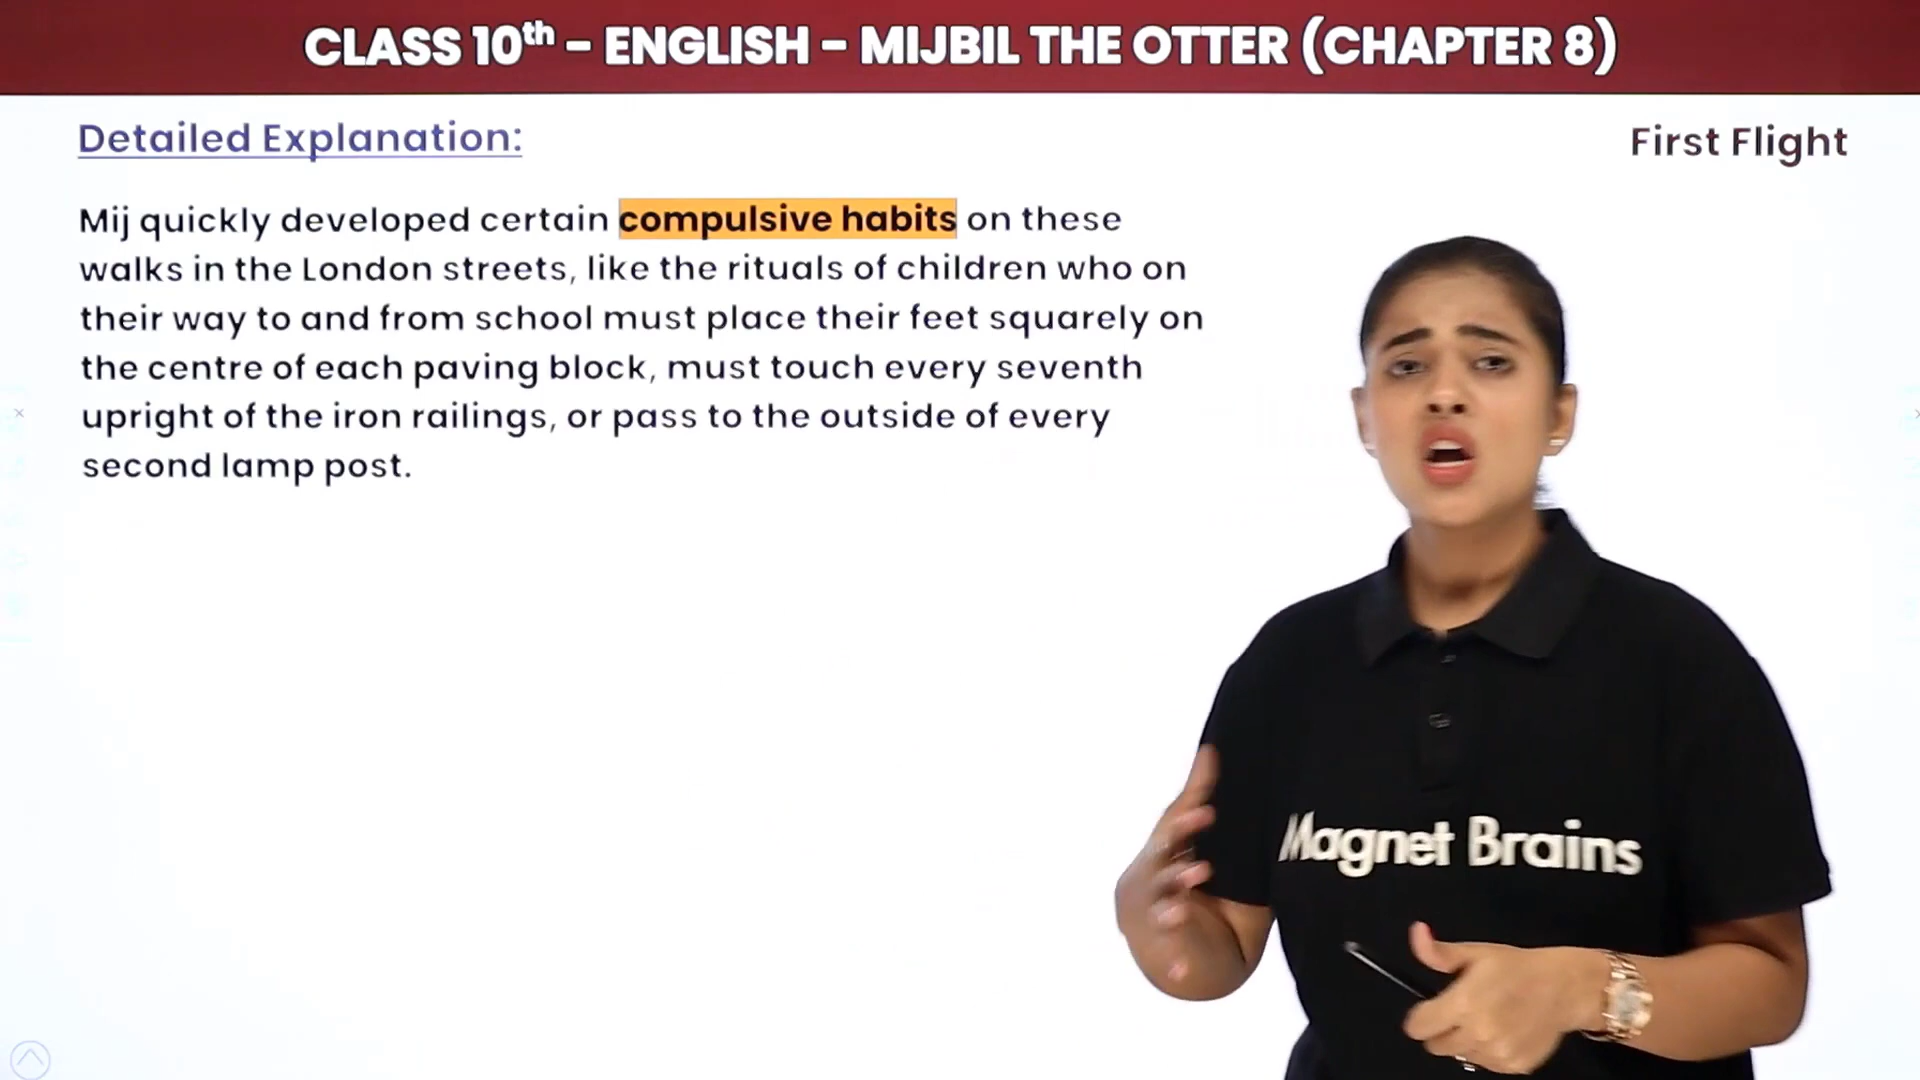 CLASS 10th – ENGLISH – MIJBIL THE OTTER (CHAPTER 8)
Detailed Explanation:
First Flight
Mij quickly developed certain compulsive habits on these
walks in the London streets, like the rituals of children who on
their way to and from school must place their feet squarely on
the centre of each paving block, must touch every seventh
upright of the iron railings, or pass to the outside of every
second lamp post.
Magnet Brains